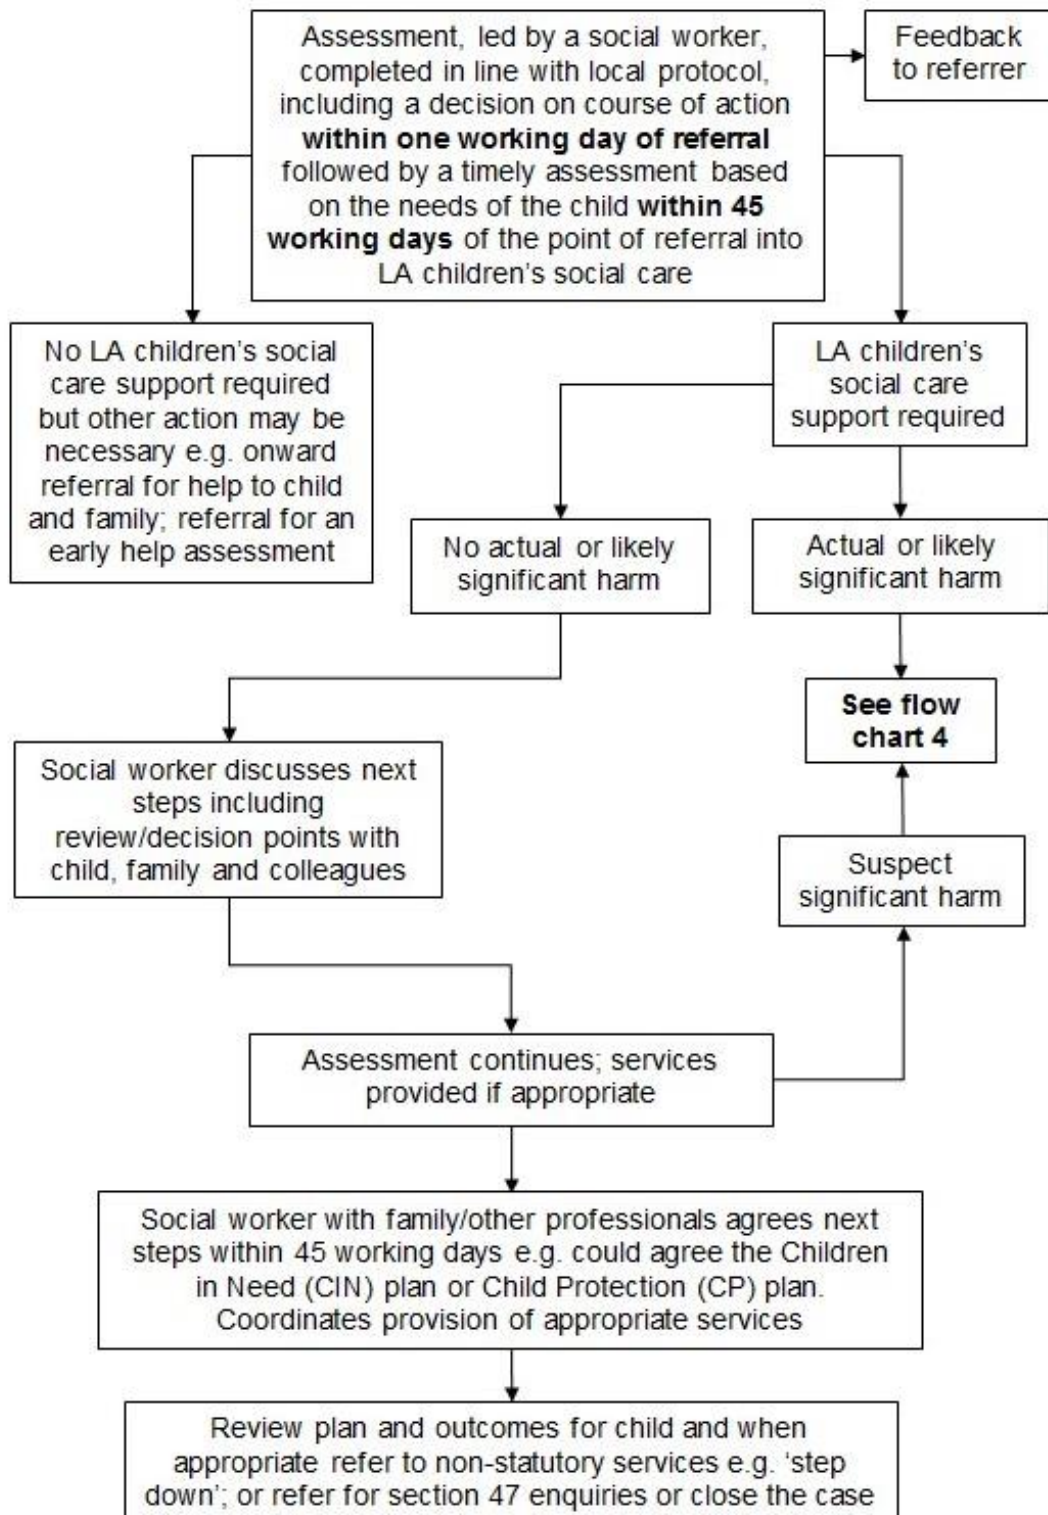 Assessment, led by a social worker,
completed in line with local protocol,
including a decision on course of action
within one working day of referral
followed by a timely assessment based
on the needs of the child within 45
working days of the point of referral into
LA children's social care
Feedback
to referrer
No LA children's social
care support required
but other action may be
necessary e.g. onward
referral for help to child
and family; referral for an
early help assessment
LA children's
social care
support required
No actual or likely
significant harm
Actual or likely
significant harm
See flow
chart 4
Social worker discusses next
steps including
review/decision points with
child, family and colleagues
Suspect
significant harm
Assessment continues; services
provided if appropriate
Social worker with family/other professionals agrees next
steps within 45 working days e.g. could agree the Children
in Need (CIN) plan or Child Protection (CP) plan.
Coordinates provision of appropriate services
Review plan and outcomes for child and when
appropriate refer to non-statutory services e.g. ‘step
down’; or refer for section 47 enquiries or close the case